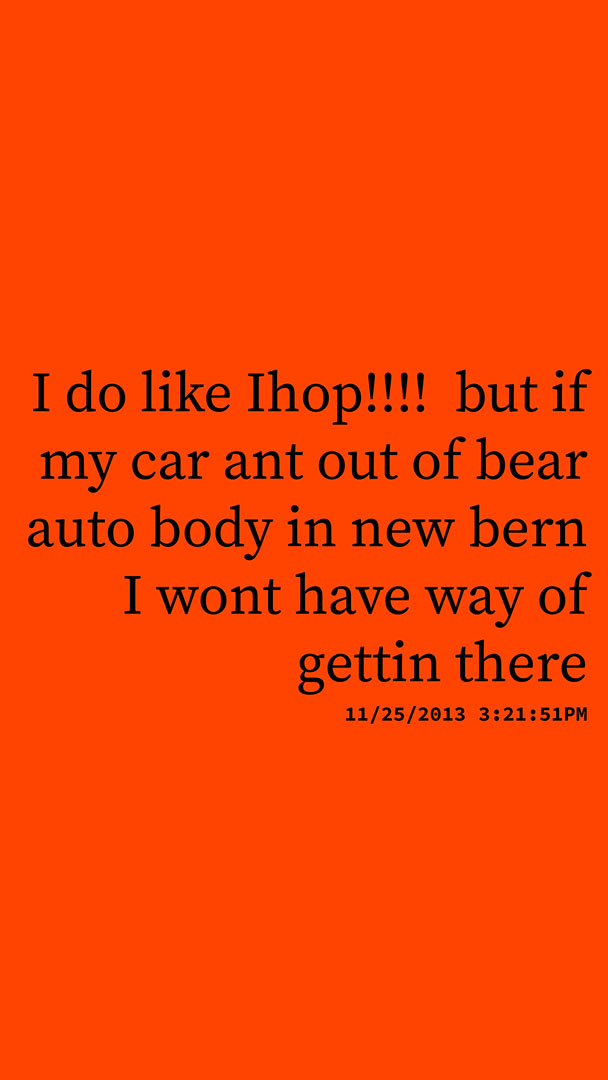 I do like Ihop!!!!  but if
my car ant out of bear
auto body in new bern
I wont have way of
gettin there
11/25/2013 3:21:51PM